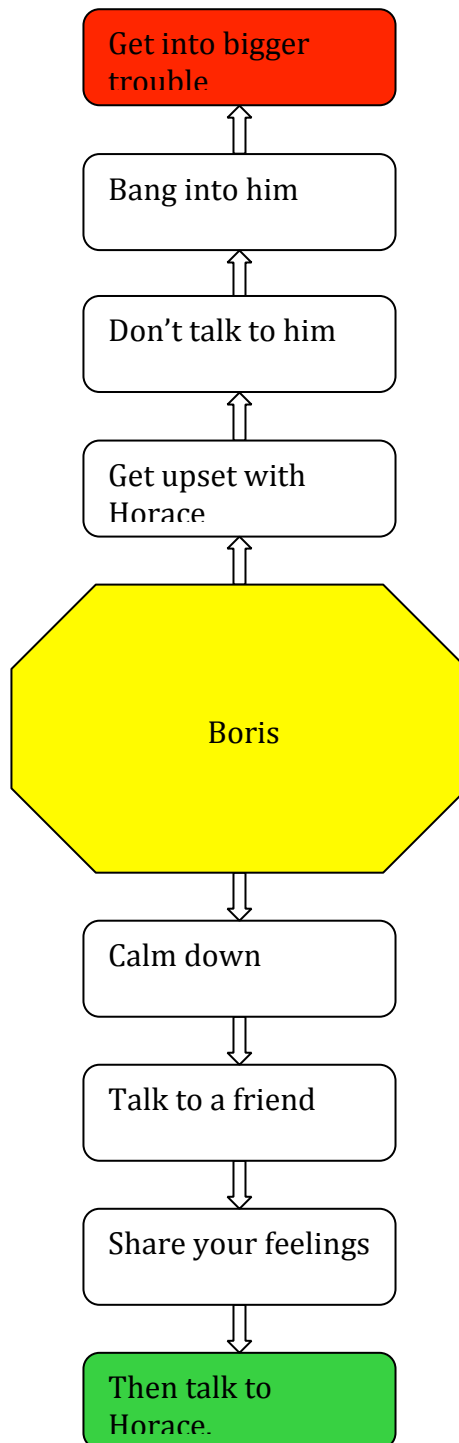 Get into bigger
trouble
Bang into him
Don’t talk to him
Get upset with
Horace
Boris
Calm down
Talk to a friend
Share your feelings
Then talk to
Horace.